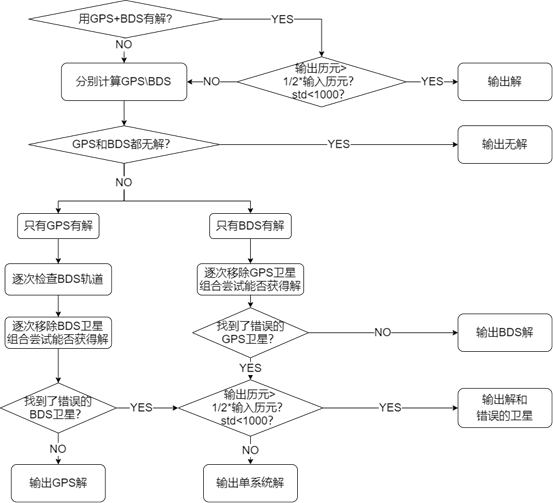 用GPS+BDS有解?
YES
NO
输出历元>
1/2*输入历元?
std<1000?
分别计算GPS\BDS
NO
YES
输出解
GPS和BDS都无解?
YES
输出无解
NO
只有GPS有解
只有BDS有解
逐次检查BDS轨道
逐次移除GPS卫星
组合尝试能否获得解
逐次移除BDS卫星
组合尝试能否获得解
找到了错误的
GPS卫星?
NO
输出BDS解
YES
找到了错误的
BDS卫星?
YES
输出历元>
1/2*输入历元?
std<1000?
YES
输出解和
错误的卫星
NO
NO
输出GPS解
输出单系统解